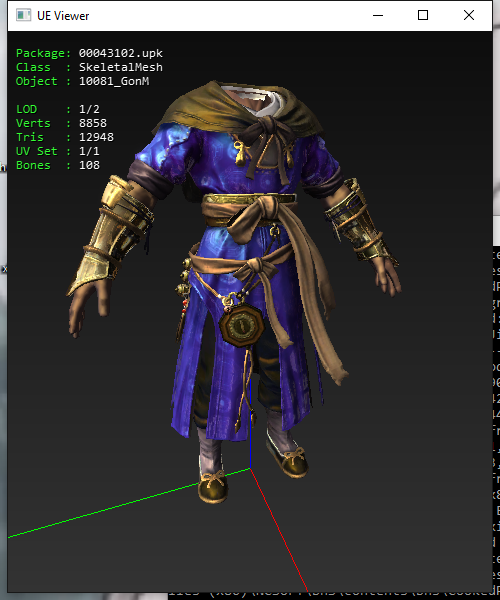 UE Viewer
Package: 00043102.upk
Class : SkeletalMesh
Object : 10081_GonM
LOD : 1/2
Verts : 8858
Tris : 12948
UV Set : 1/1
Bones : 108